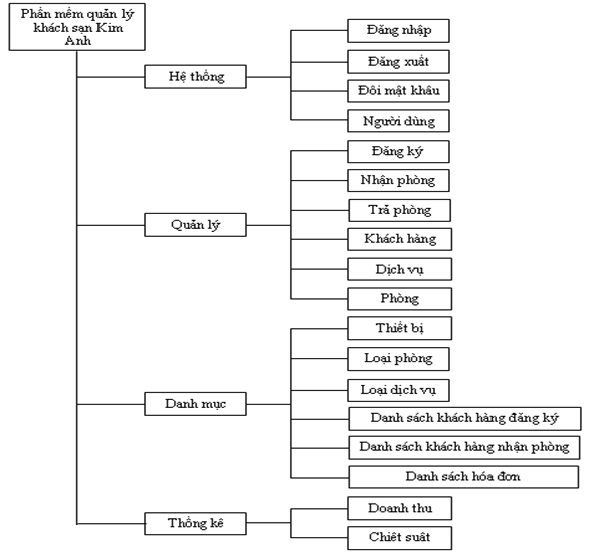 Phần mềm quản lý
khách sạn Kim
Anh
Hệ thống
Đăng nhập
Đăng xuất
Đôi mật khâu
Người dùng
Quản lý
Đăng ký
Nhận phòng
Trả phòng
Khách hàng
Dịch vụ
Phòng
Danh mục
Thiết bị
Loại phòng
Loại dịch vụ
Danh sách khách hàng đăng ký
Danh sách khách hàng nhận phòng
Danh sách hóa đơn
Thống kê
Doanh thu
Chiêt suât